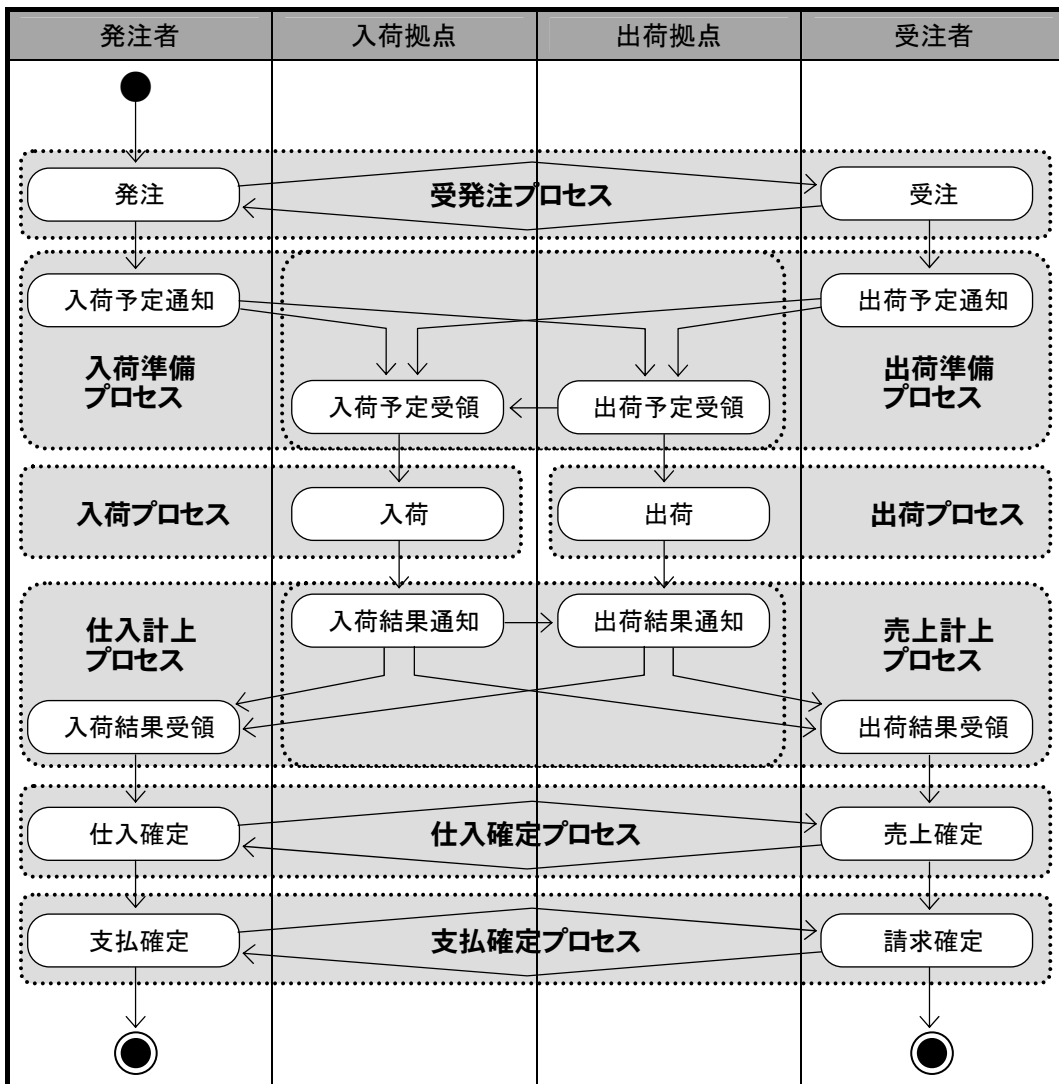 発注者
入荷拠点
出荷拠点
受注者
発注
受発注プロセス
受注
入荷予定通知
出荷予定通知
入荷準備
プロセス
出荷準備
プロセス
入荷予定受領
出荷予定受領
入荷プロセス
入荷
出荷
出荷プロセス
入荷結果通知
出荷結果通知
仕入計上
プロセス
売上計上
プロセス
入荷結果受領
出荷結果受領
仕入確定
仕入確定プロセス
売上確定
支払確定
支払確定プロセス
請求確定